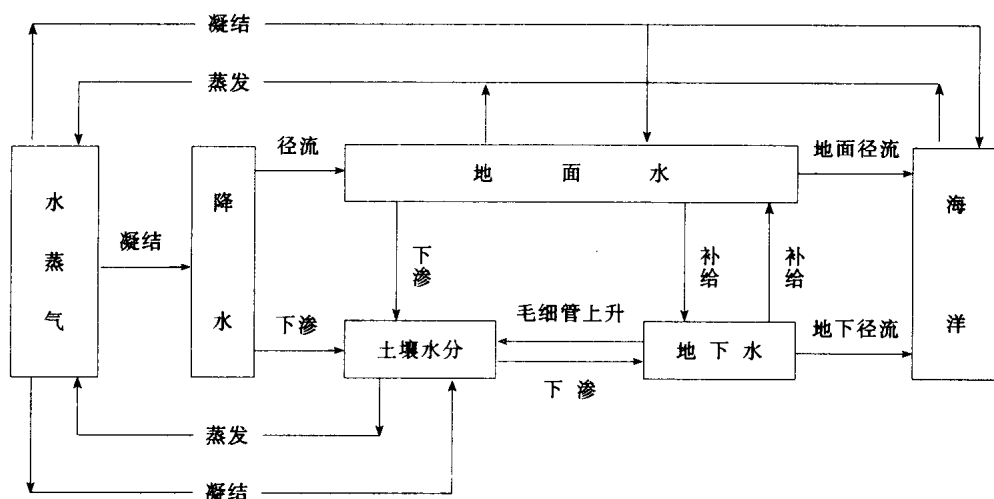 凝结
蒸发
径流
地面径流
地面水
水蒸气
降水
海洋
凝结
下渗
补给
补给
毛细管上升
下渗
土壤水分
地下水
地下径流
下渗
蒸发
凝结